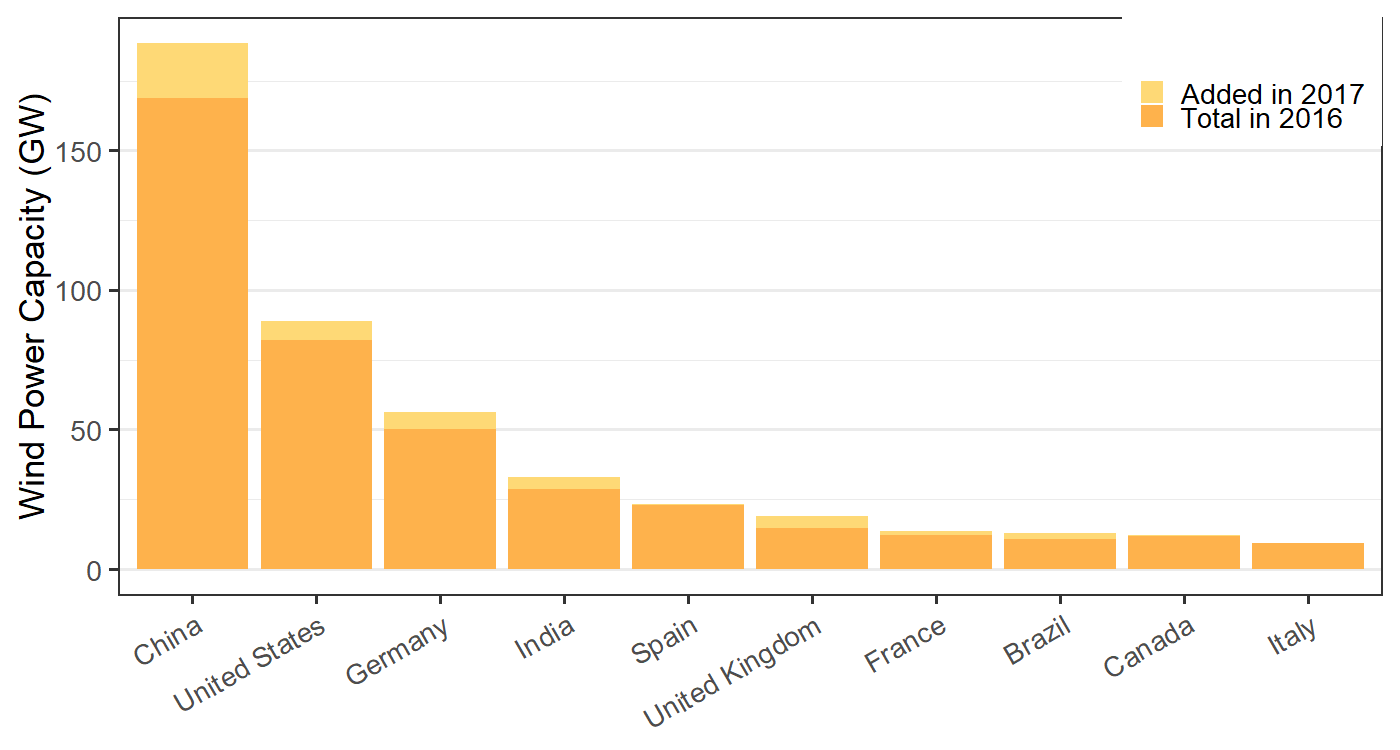 Wind Power Capacity (GW)
Added in 2017
Total in 2016
150
100
50
0
China
United States
Germany
India
Spain
United Kingdom
France
Brazil
Canada
Italy